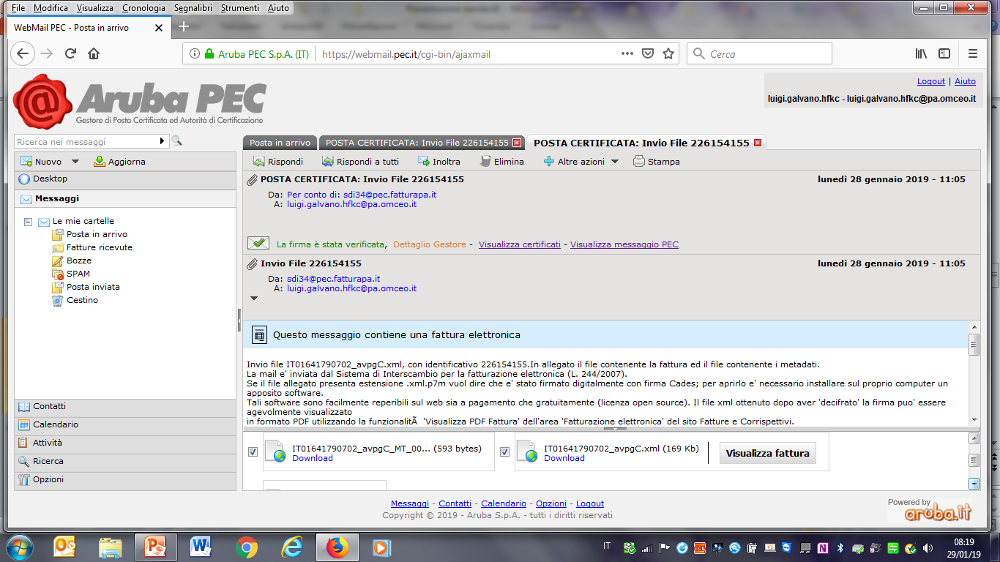 File Modifica Visualizza Cronologia Segnalibri Strumenti Aiuto
WebMail PEC - Posta in arrivo
Aruba PEC S.p.A. (IT) https://webmail.pec.it/cgi-bin/ajaxmail Cerca
Logout | Aiuto
luigi.galvano.hfkc - luigi.galvano.hfkc@pa.omceo.it
Aruba PEC
Gestore di Posta Certificata ed Autorità di Certificazione
Ricerca nei messaggi
Posta in arrivo POSTA CERTIFICATA: Invio File 226154155 POSTA CERTIFICATA: Invio File 226154155
Nuovo Aggiorna
Rispondi Rispondi a tutti Inoltra Elimina Altre azioni Stampa
Desktop
Messaggi
Le mie cartelle
Posta in arrivo
Fatture ricevute
Bozze
SPAM
Posta inviata
Cestino
Contatti
Calendario
Attività
Ricerca
Opzioni
POSTA CERTIFICATA: Invio File 226154155 lunedì 28 gennaio 2019 - 11:05
Da: Per conto di: sdi34@pec.fatturapa.it
A: luigi.galvano.hfkc@pa.omceo.it
La firma è stata verificata, Dettaglio Gestore - Visualizza certificati - Visualizza messaggio PEC
Invio File 226154155 lunedì 28 gennaio 2019 - 11:05
Da: sdi34@pec.fatturapa.it
A: luigi.galvano.hfkc@pa.omceo.it
Questo messaggio contiene una fattura elettronica
Invio file IT01641790702_avpgC.xml, con identificativo 226154155.In allegato il file contenente la fattura ed il file contenente i metadati.
La mail e' inviata dal Sistema di Interscambio per la fatturazione elettronica (L. 244/2007).
Se il file allegato presenta estensione .xml.p7m vuol dire che e' stato firmato digitalmente con firma Cades; per aprirlo e' necessario installare sul proprio computer un
apposito software.
Tali software sono facilmente reperibili sul web sia a pagamento che gratuitamente (licenza open source). Il file xml ottenuto dopo aver 'decifrato' la firma puo' essere
agevolmente visualizzato
in formato PDF utilizzando la funzionalitÃ 'Visualizza PDF Fattura' dell'area 'Fatturazione elettronica' del sito Fatture e Corrispettivi.
IT01641790702_avpgC_MT_00... (593 bytes)
Download
IT01641790702_avpgC.xml (169 Kb)
Download
Visualizza fattura
Messaggi - Contatti - Calendario - Opzioni - Logout
Copyright © 2019 - Aruba S.p.A. - tutti i diritti riservati
Powered by
aruba.it
IT
08:19
29/01/19